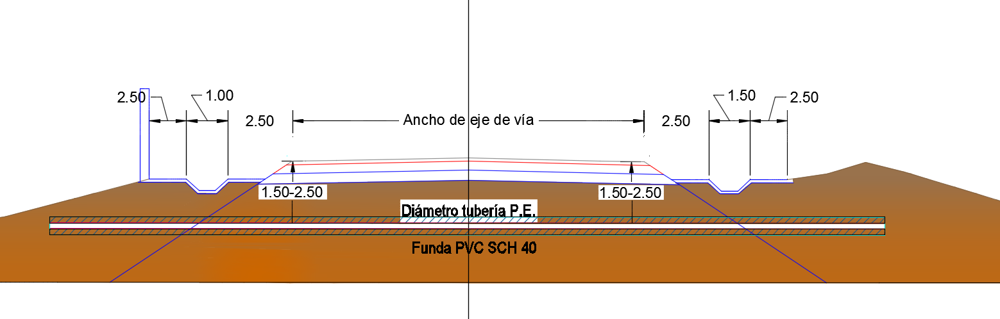 2.50
1.00
2.50
Ancho de eje de vía
2.50
1.50
2.50
1.50-2.50
1.50-2.50
Diámetro tubería P.E.
Funda PVC SCH 40